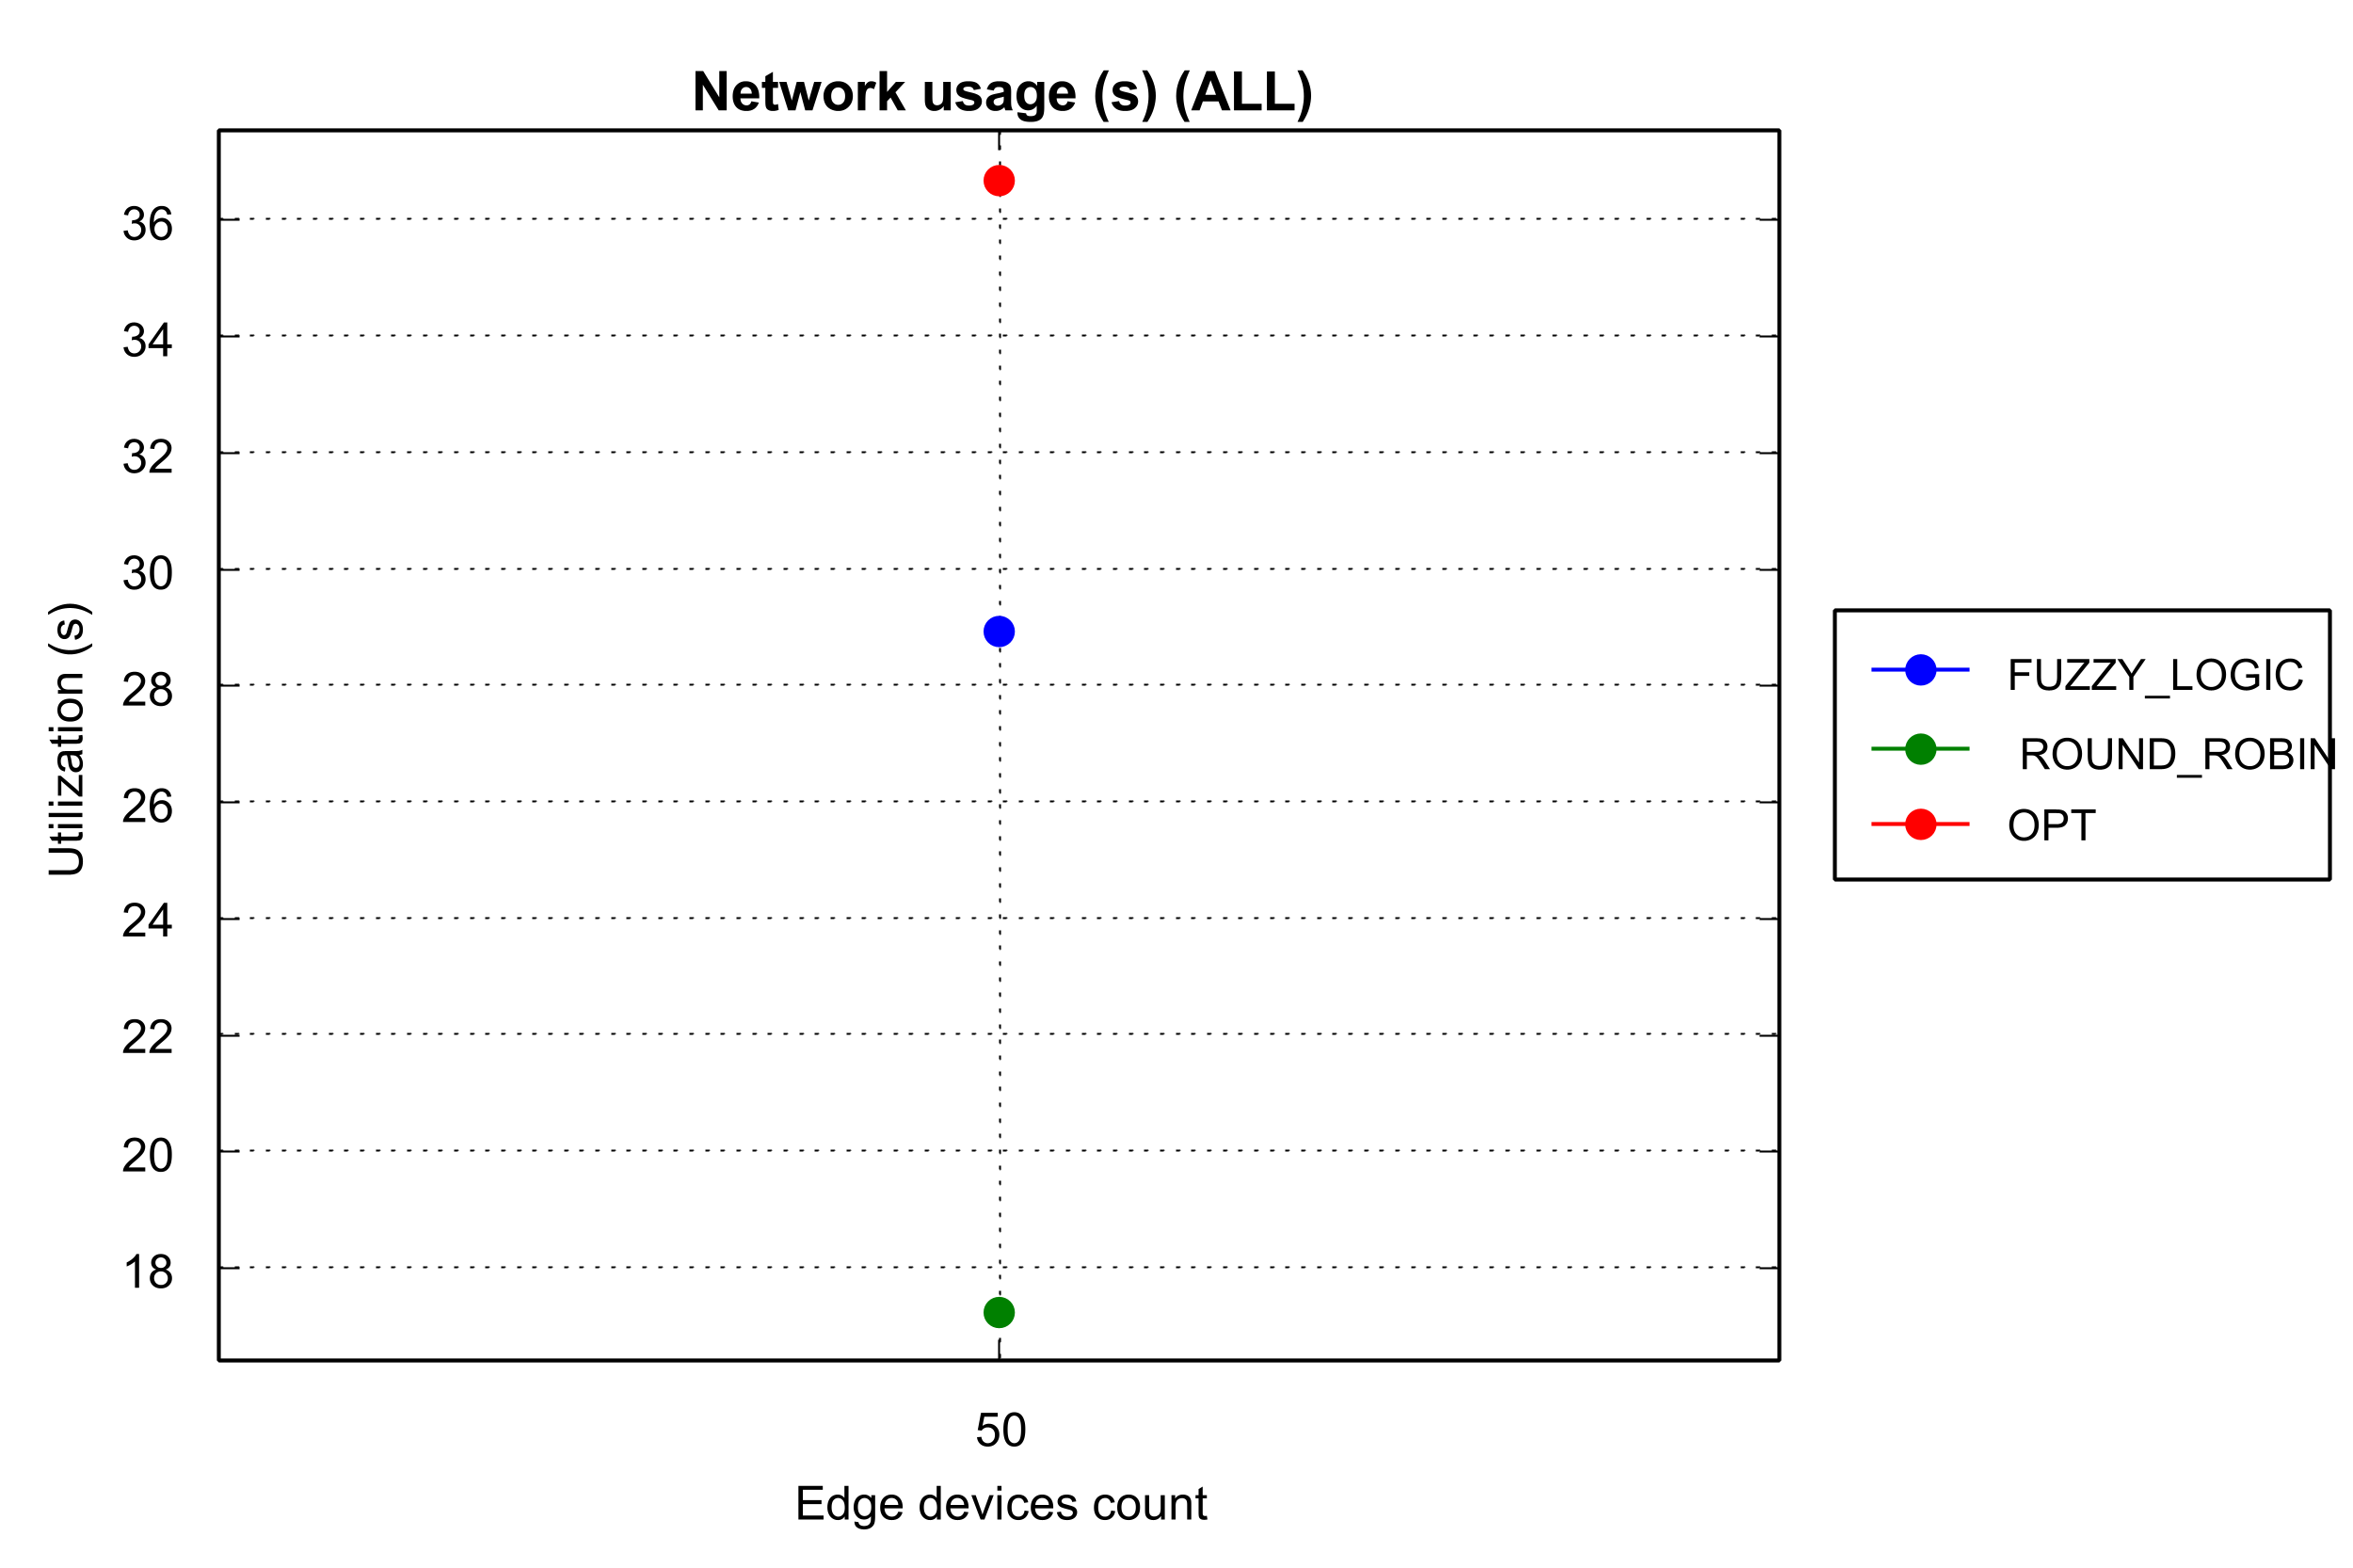 Network usage (s) (ALL)
36
34
32
30
28
26
24
22
20
18
Utilization (s)
50
Edge devices count
FUZZY_LOGIC
ROUND_ROBIN
OPT